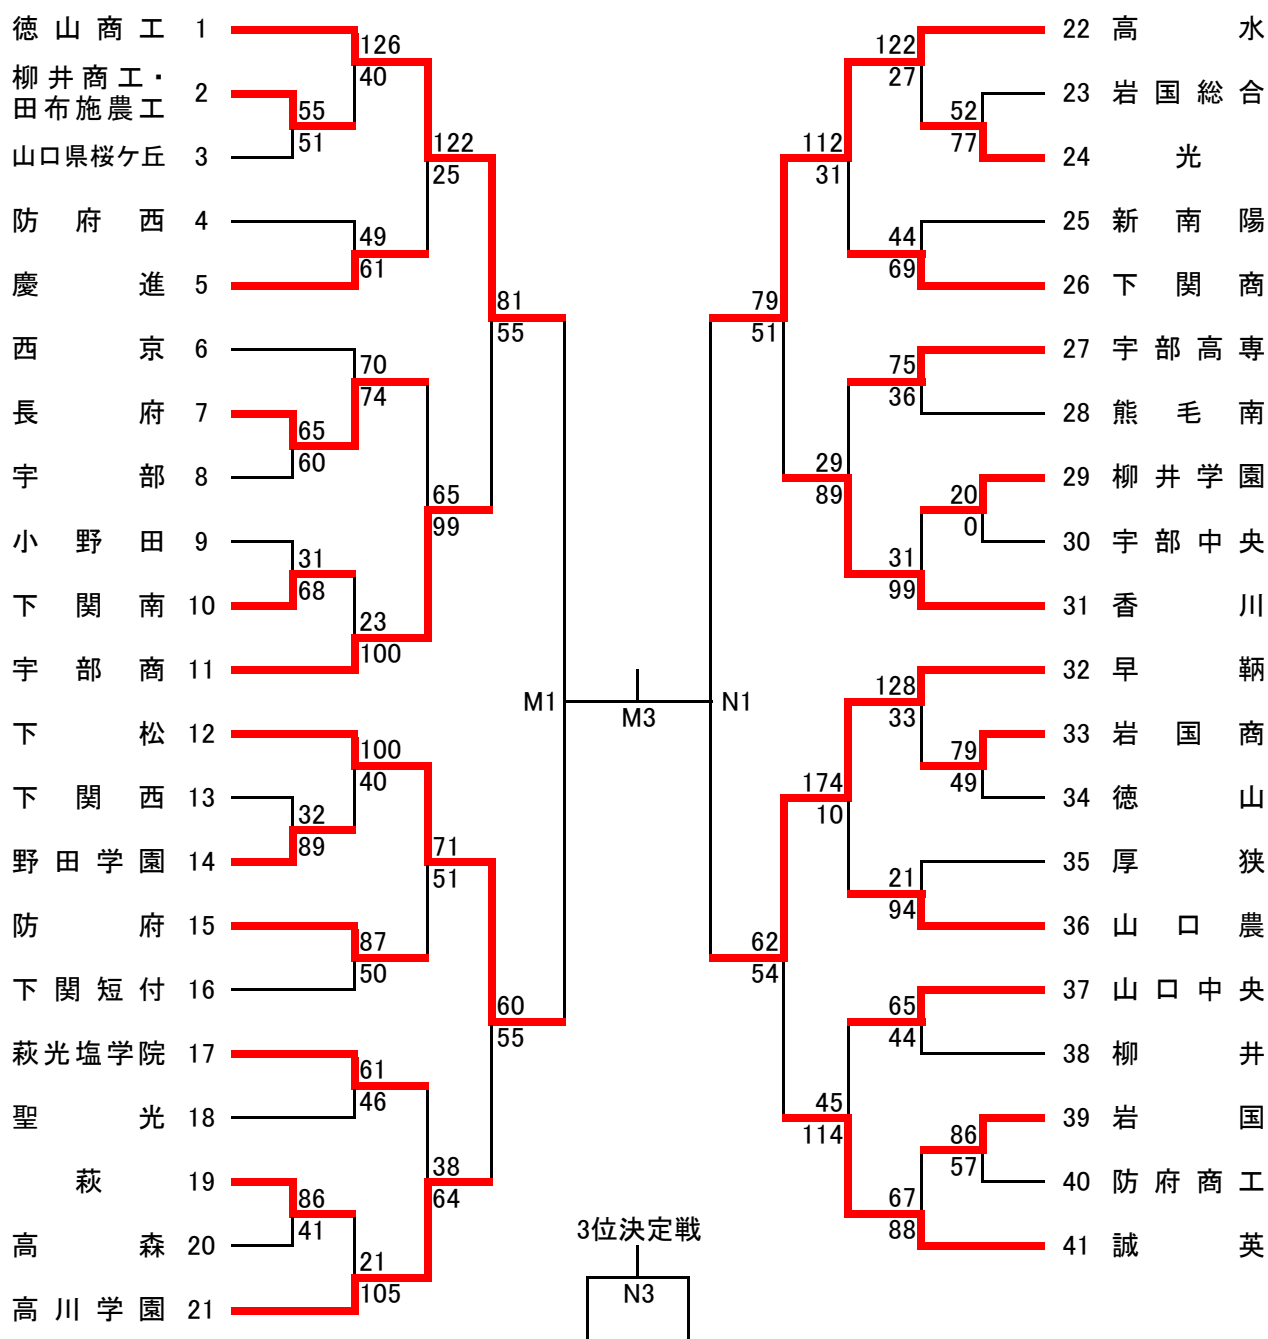 徳山商工 1
柳井商工・
田布施農工 2
山口県桜ケ丘 3
防府西 4
慶進 5
西京 6
長府 7
宇部 8
小野田 9
下関南 10
宇部商 11
下松 12
下関西 13
野田学園 14
防府 15
下関短付 16
萩光塩学院 17
聖光 18
萩 19
高森 20
高川学園 21
126
40
55
51
122
25
49
61
81
55
70
74
65
60
65
99
31
68
23
100
100
40
32
89
71
51
87
50
60
55
61
46
38
64
86
41
21
105
M1
M3
N1
3位決定戦
N3
122
27
52
77
112
31
44
69
79
51
75
36
29
89
20
0
31
99
128
33
79
49
174
10
21
94
62
54
65
44
45
114
86
57
67
88
22 高水
23 岩国総合
24 光
25 新南陽
26 下関商
27 宇部高専
28 熊毛南
29 柳井学園
30 宇部中央
31 香川
32 早鞆
33 岩国商
34 徳山
35 厚狭
36 山口農
37 山口中央
38 柳井
39 岩国
40 防府商工
41 誠英